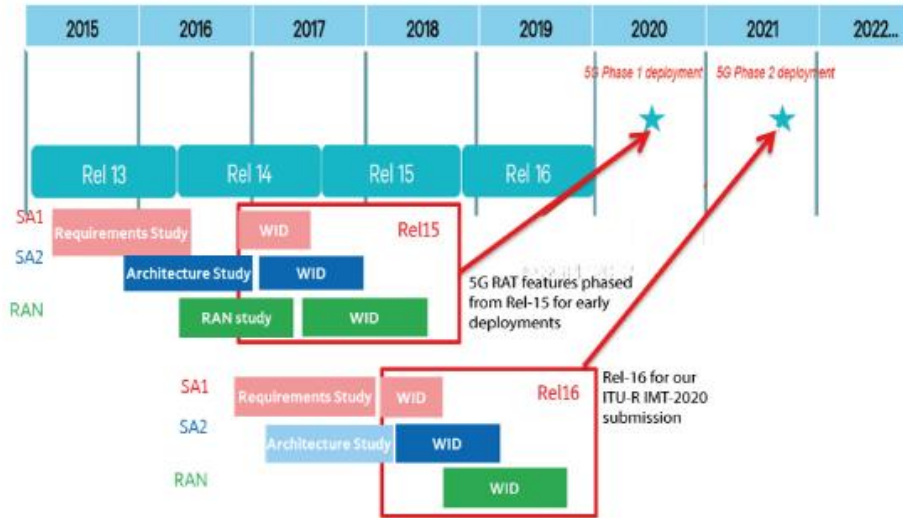 2015 2016 2017 2018 2019 2020 2021 2022...
5G Phase 1 deployment 5G Phase 2 deployment
Rel 13 Rel 14 Rel 15 Rel 16
SA1
Requirements Study WID Rel15
SA2
Architecture Study WID
RAN
RAN study WID
5G RAT features phased
from Rel-15 for early
deployments
SA1
Requirements Study WID Rel16
SA2
Architecture Study WID
RAN
WID
Rel-16 for our
ITU-R IMT-2020
submission